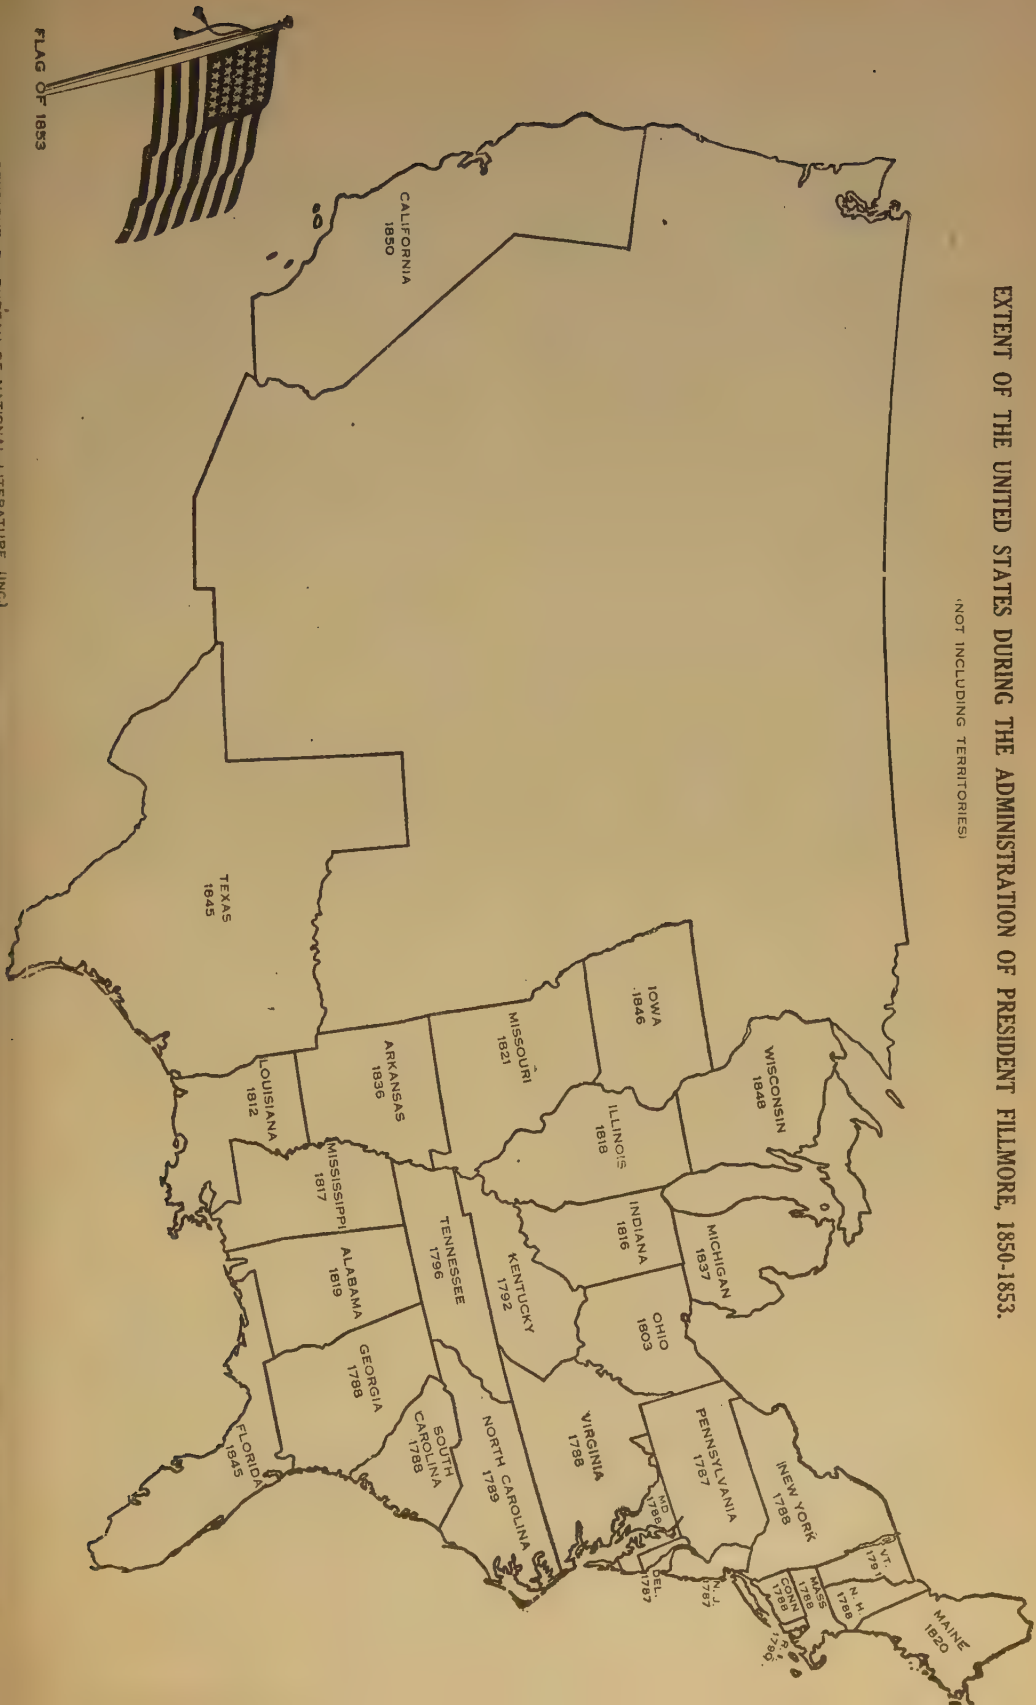 EXTENT OF THE UNITED STATES DURING THE ADMINISTRATION OF PRESIDENT FILLMORE, 1850-1853.
(NOT INCLUDING TERRITORIES)
CALIFORNIA
1850
TEXAS
1845
IOWA
1846
WISCONSIN
1848
MISSOURI
1821
ARKANSAS
1836
LOUISIANA
1812
ILLINOIS
1818
MISSISSIPPI
1817
INDIANA
1816
MICHIGAN
1837
TENNESSEE
1796
KENTUCKY
1792
ALABAMA
1819
OHIO
1803
GEORGIA
1788
FLORIDA
1845
SOUTH
CAROLINA
1788
NORTH CAROLINA
1789
VIRGINIA
1788
PENNSYLVANIA
1787
MD
1788
DEL.
1787
N. J.
1787
NEW YORK
1788
CONN
1788
MASS
1788
R. I.
VT.
1791
N. H.
1788
MAINE
1820
FLAG OF 1853
OF NATIONAL LITERATURE (INC.)